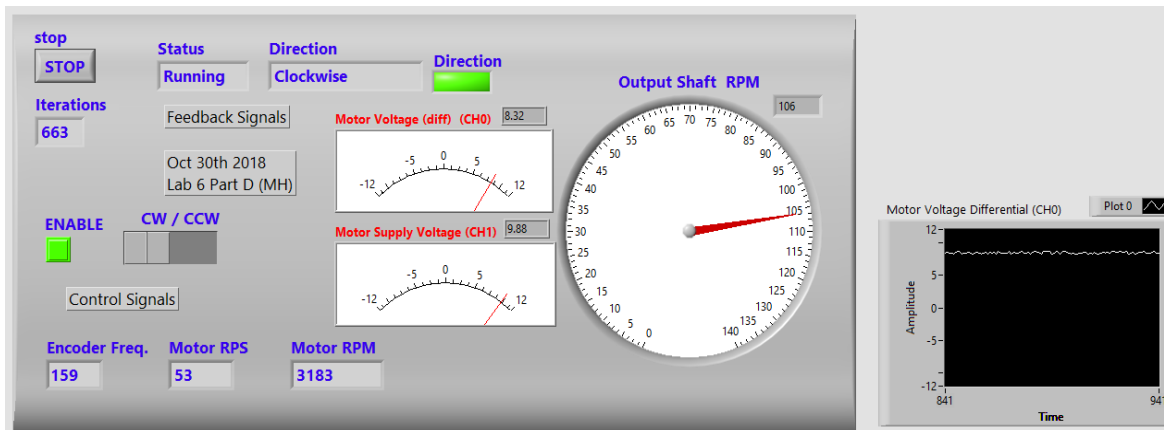 stop
STOP
Status
Running
Direction
Clockwise
Direction
Iterations
663
Feedback Signals
Oct 30th 2018
Lab 6 Part D (MH)
ENABLE
CW / CCW
Control Signals
Encoder Freq.
159
Motor RPS
53
Motor RPM
3183
Motor Voltage (diff) (CH0)
8.32
-12
-5
0
5
12
Motor Supply Voltage (CH1)
9.88
-12
-5
0
5
12
Output Shaft RPM
106
0
5
10
15
20
25
30
35
40
45
50
55
60
65
70
75
80
85
90
95
100
105
110
115
120
125
130
135
140
Motor Voltage Differential (CH0)
Plot 0
Amplitude
12
5
0
-5
-12
841
941
Time